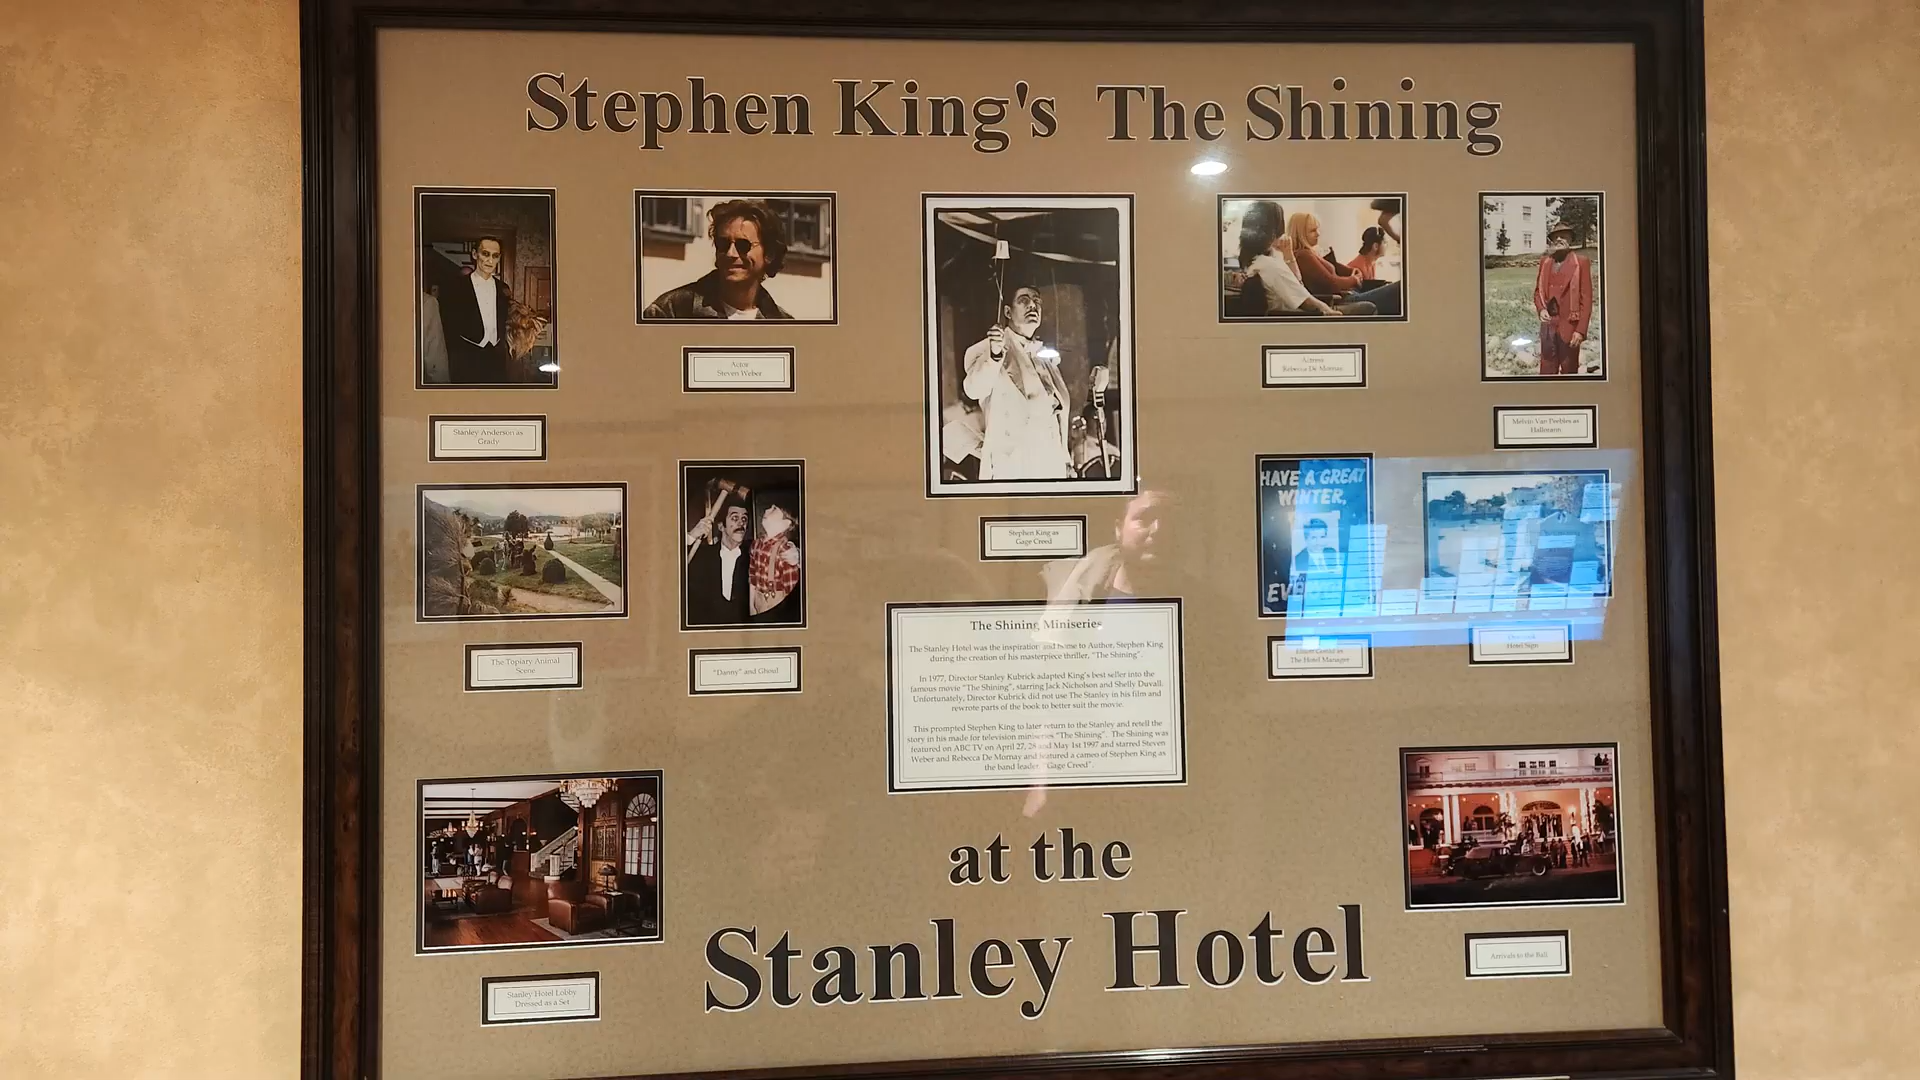 Stephen King's The Shining
Actor
Steven Weber
Actress
Rebecca De Mornay
Stanley Anderson as
Grady
Melvin Van Peebles as
Hallorann
Stephen King as
Gage Creed
HAVE A GREAT
WINTER,
The Topiary Animal
Scene
"Danny" and Ghoul
Elliott Gould as
The Hotel Manager
Hotel Sign
The Shining Miniseries
The Stanley Hotel was the inspiration and home to Author, Stephen King
during the creation of his masterpiece thriller, "The Shining".
In 1977, Director Stanley Kubrick adapted King's best seller into the
famous movie "The Shining", starring Jack Nicholson and Shelly Duvall.
Unfortunately, Director Kubrick did not use The Stanley in his film and
rewrote parts of the book to better suit the movie.
This prompted Stephen King to later return to the Stanley and retell the
story in his made for television miniseries "The Shining". The Shining was
featured on ABC TV on April 27, 28 and May 1st 1997 and starred Steven
Weber and Rebecca De Mornay and featured a cameo of Stephen King as
the band leader "Gage Creed".
at the
Stanley Hotel
Stanley Hotel Lobby
Dressed as a Set
Arrivals to the Ball